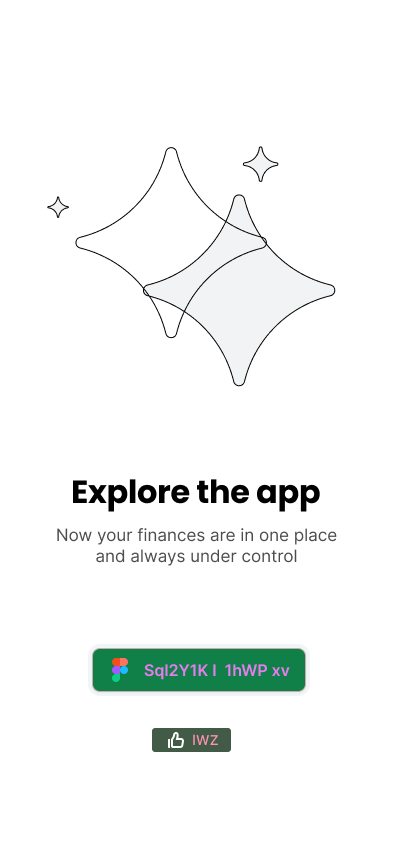 Explore the app
Now your finances are in one place
and always under control
Sql2Y1K l 1hWP xv
IWZ